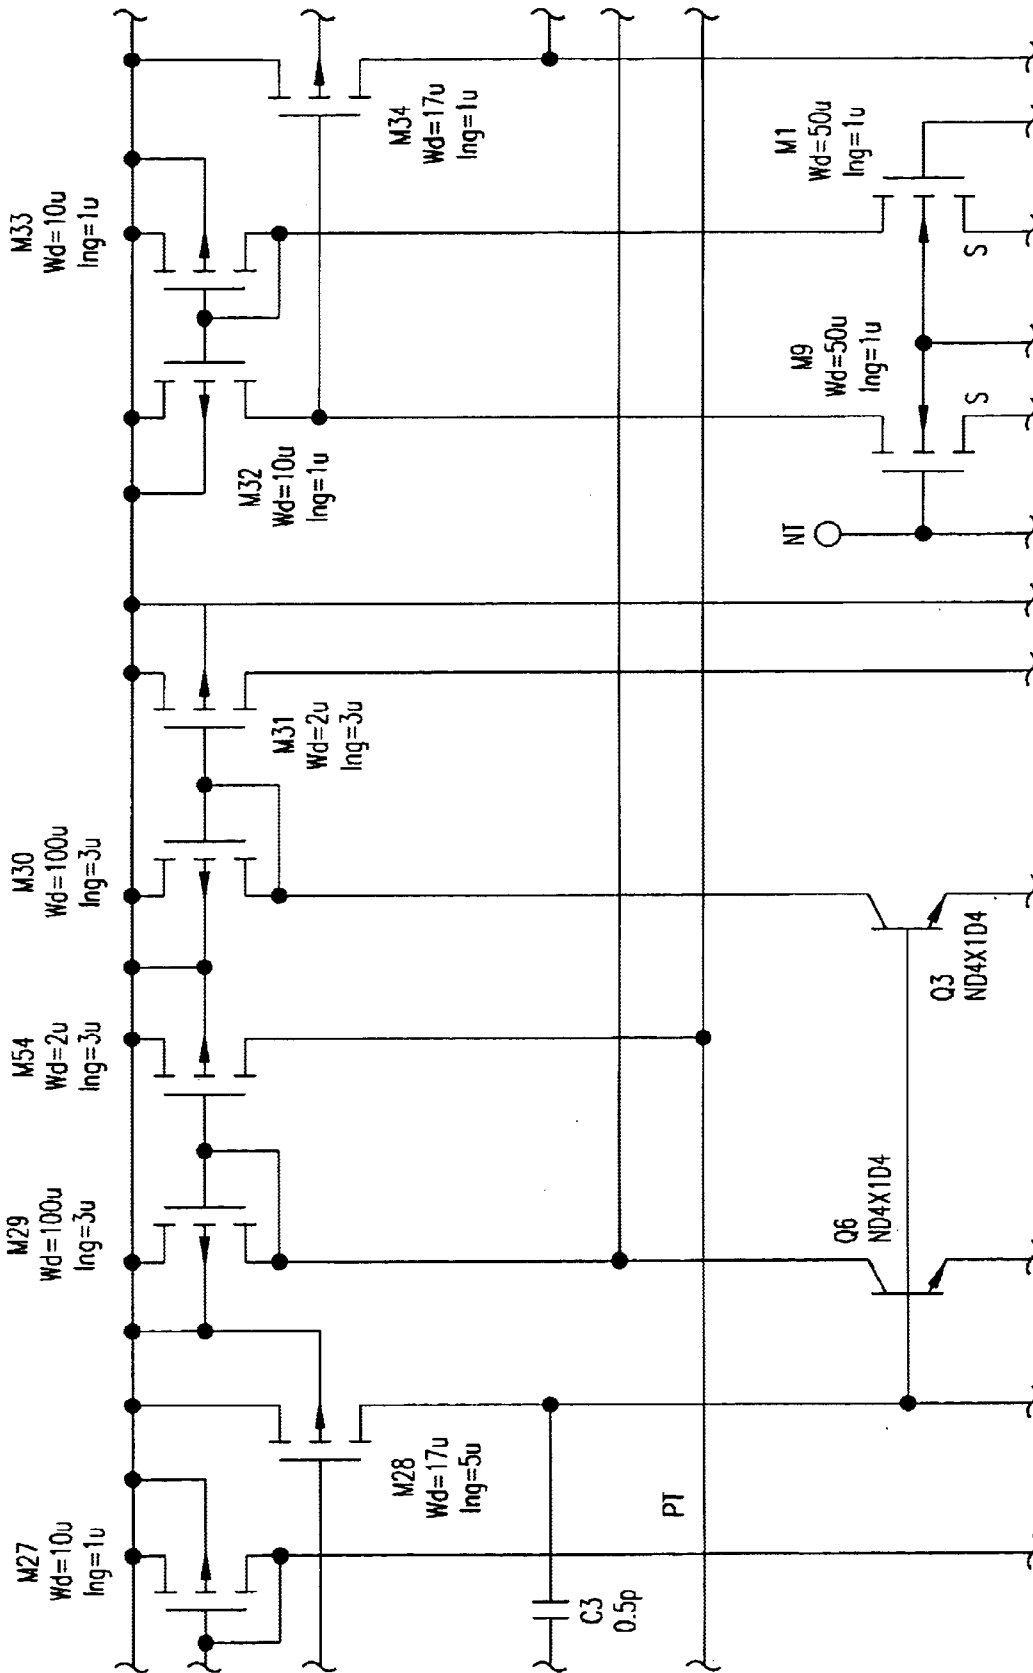 M27
Wd=10u
lng=1u
M29
Wd=100u
lng=3u
M54
Wd=2u
lng=3u
M30
Wd=100u
lng=3u
M33
Wd=10u
lng=1u
M28
Wd=17u
lng=5u
M31
Wd=2u
lng=3u
M32
Wd=10u
lng=1u
M34
Wd=17u
lng=1u
C3
0.5p
PT
Q6
ND4X1D4
Q3
ND4X1D4
NT
M9
Wd=50u
lng=1u
S
M1
Wd=50u
lng=1u
S